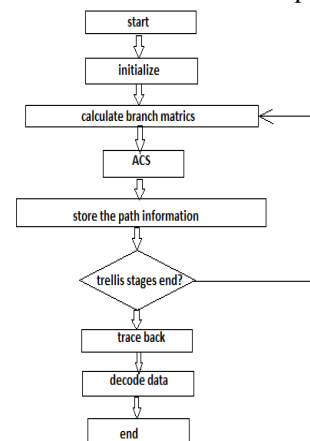 start
initialize
calculate branch matrics
ACS
store the path information
trellis stages end?
trace back
decode data
end